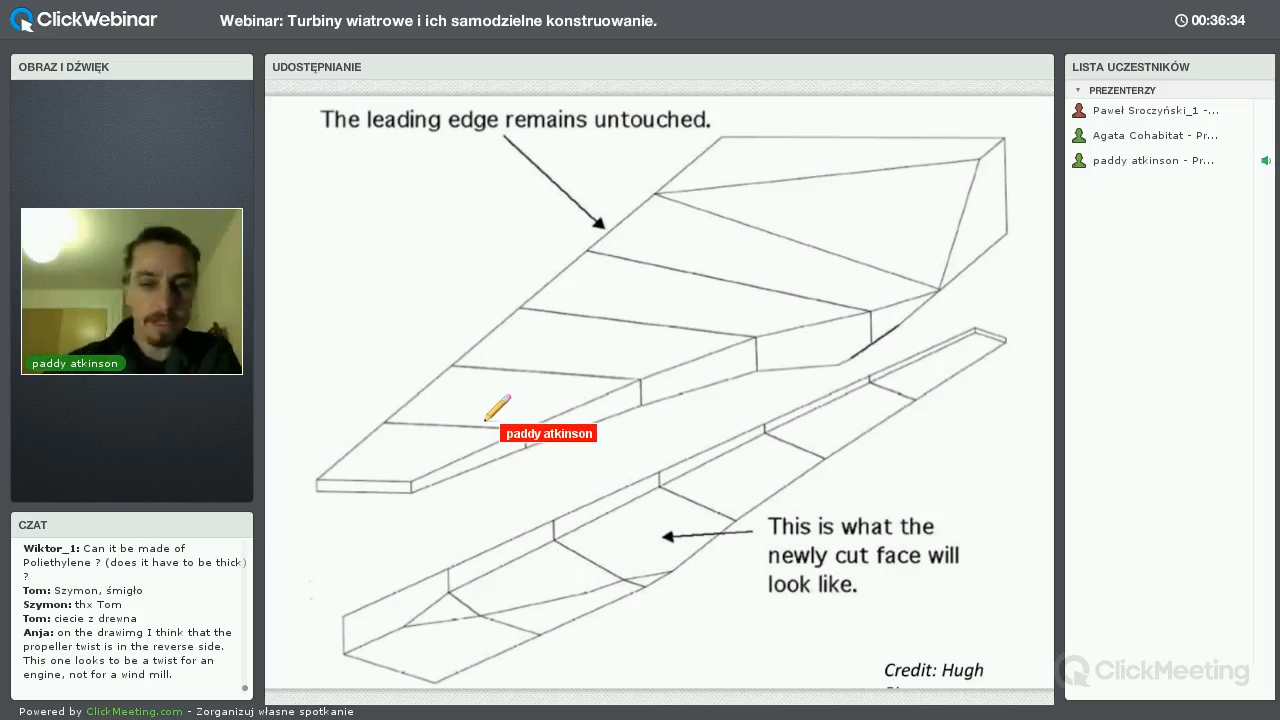 ClickWebinar
Webinar: Turbiny wiatrowe i ich samodzielne konstruowanie.
00:36:34
OBRAZ I DŹWIĘK
paddy atkinson
CZAT
Wiktor_1: Can it be made of
Poliethylene ? (does it have to be thick)
?
Tom: Szymon, śmigło
Szymon: thx Tom
Tom: ciecie z drewna
Anja: on the drawimg I think that the
propeller twist is in the reverse side.
This one looks to be a twist for an
engine, not for a wind mill.
UDOSTĘPNIANIE
The leading edge remains untouched.
paddy atkinson
This is what the
newly cut face will
look like.
Credit: Hugh
LISTA UCZESTNIKÓW
PREZENTERZY
Paweł Sroczyński_1 -...
Agata Cohabitat - Pr...
paddy atkinson - Pr...
ClickMeeting
Powered by ClickMeeting.com - Zorganizuj własne spotkanie